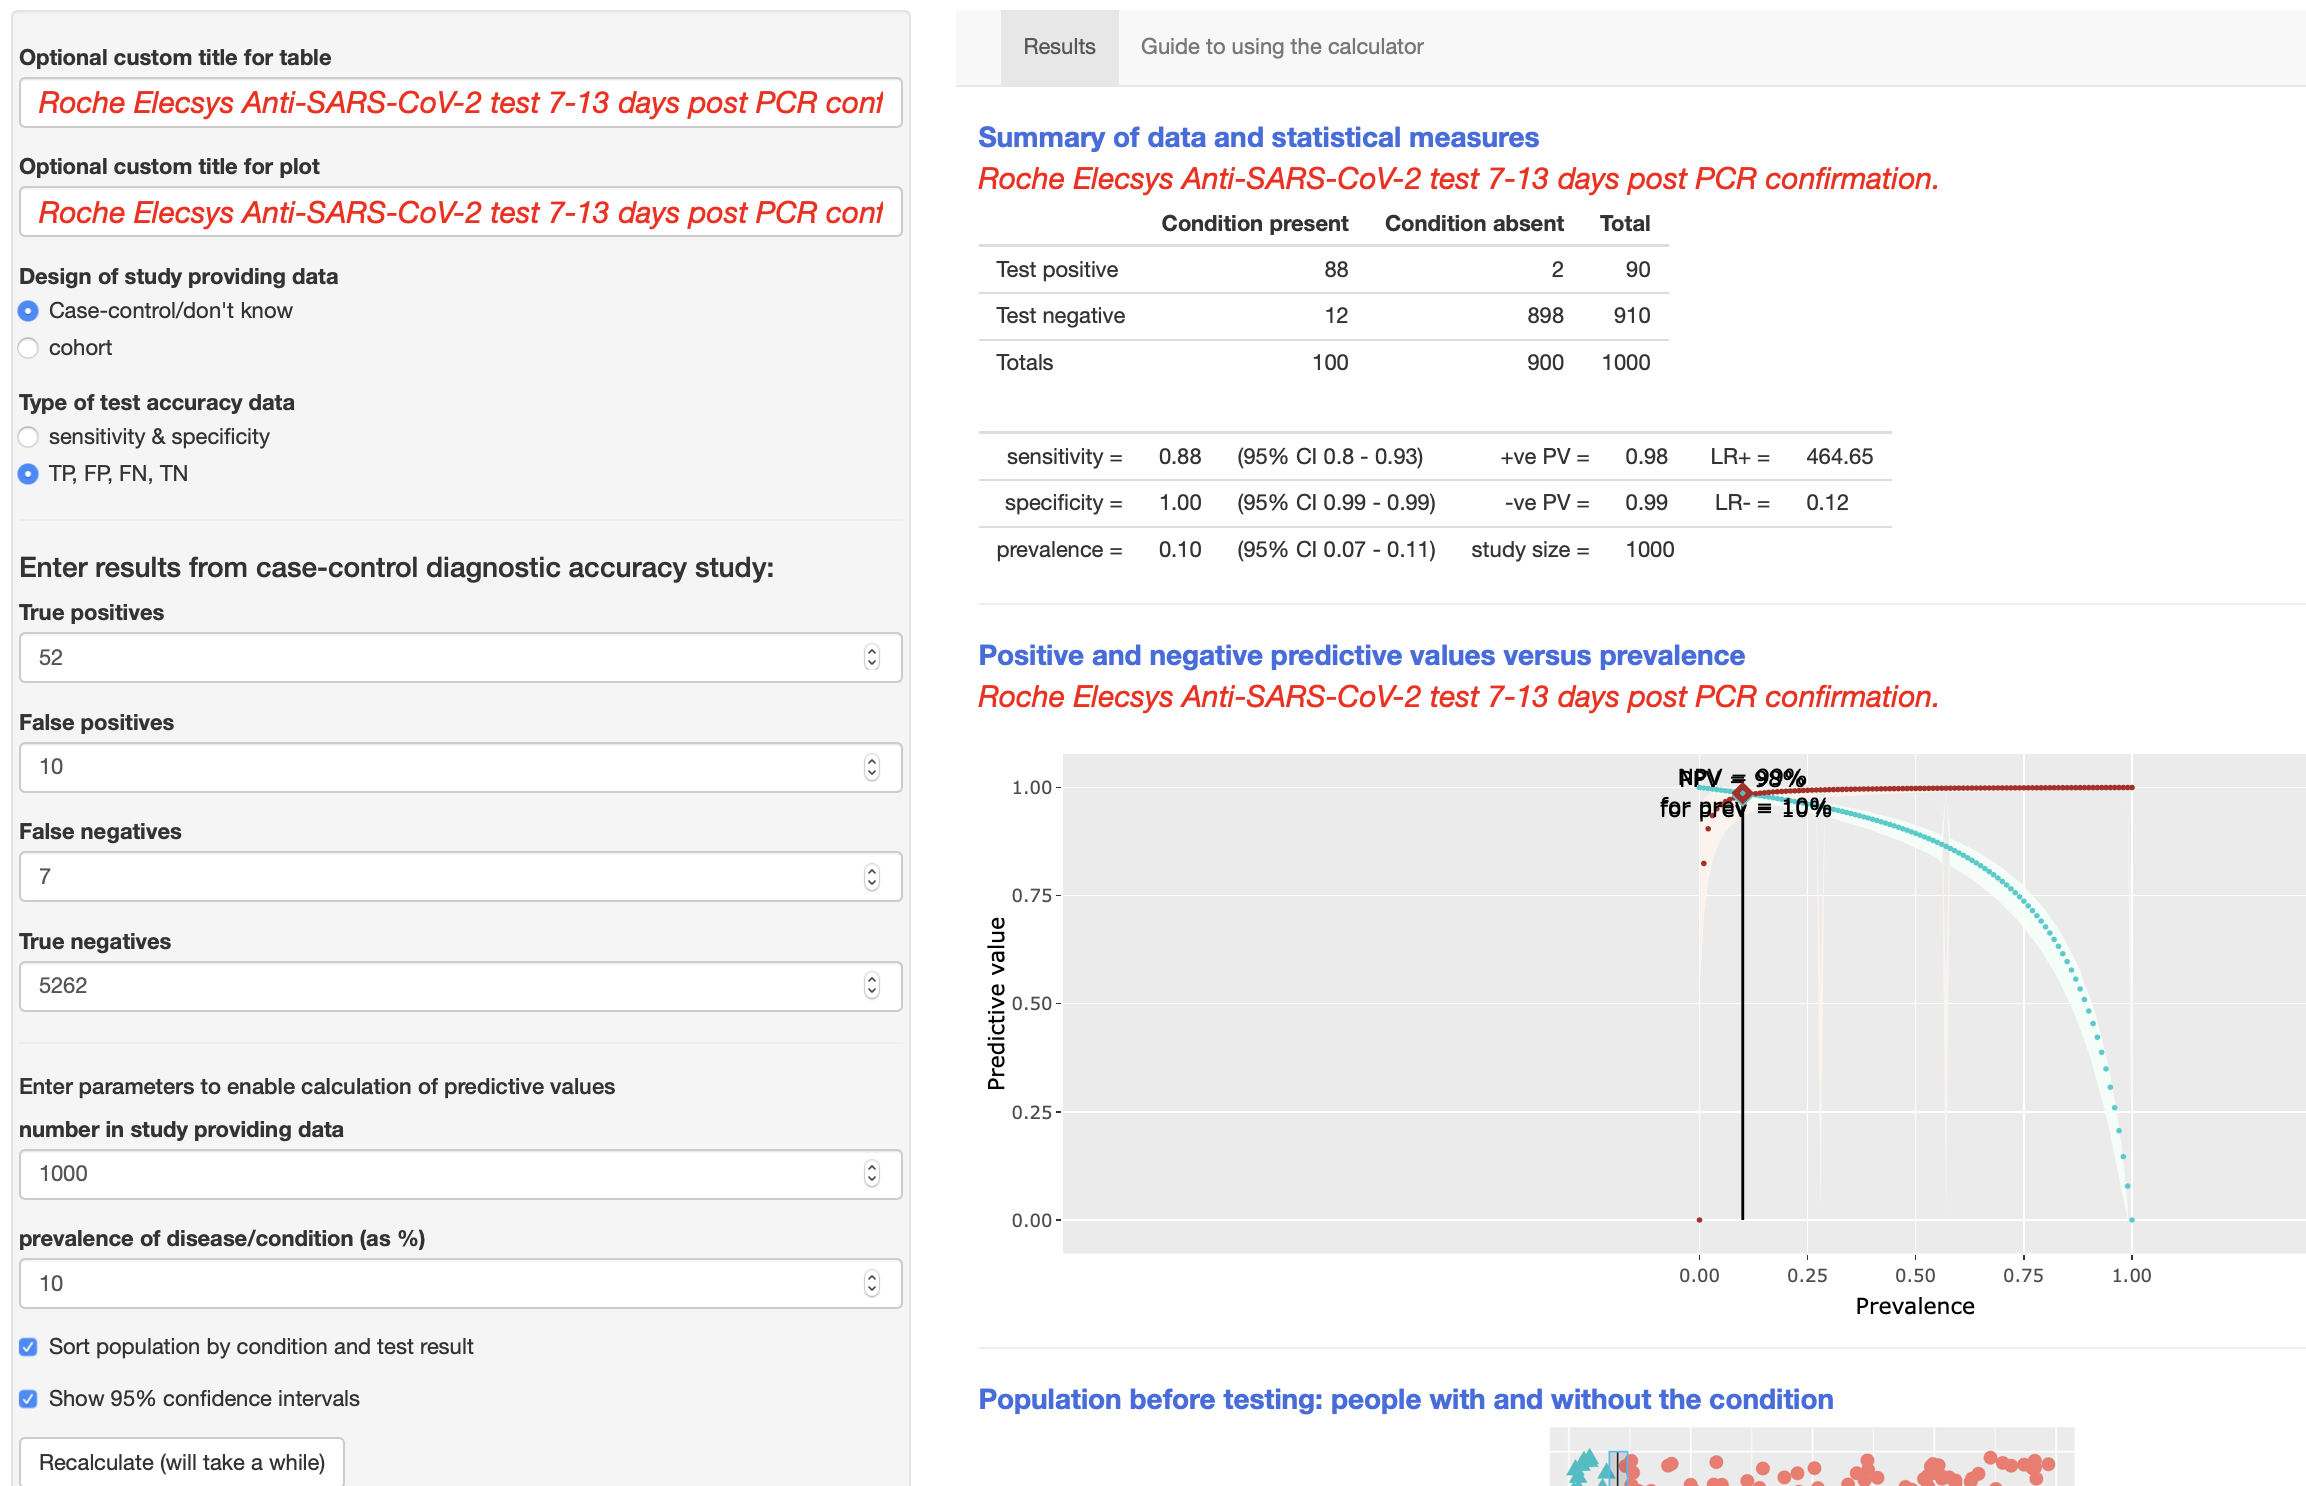 Optional custom title for table
Roche Elecsys Anti-SARS-CoV-2 test 7-13 days post PCR conf
Optional custom title for plot
Roche Elecsys Anti-SARS-CoV-2 test 7-13 days post PCR conf
Design of study providing data
Case-control/don't know
cohort
Type of test accuracy data
sensitivity & specificity
TP, FP, FN, TN
Enter results from case-control diagnostic accuracy study:
True positives
52
False positives
10
False negatives
7
True negatives
5262
Enter parameters to enable calculation of predictive values
number in study providing data
1000
prevalence of disease/condition (as %)
10
Sort population by condition and test result
Show 95% confidence intervals
Recalculate (will take a while)
Results Guide to using the calculator
Summary of data and statistical measures
Roche Elecsys Anti-SARS-CoV-2 test 7-13 days post PCR confirmation.
Condition present Condition absent Total
Test positive 88 2 90
Test negative 12 898 910
Totals 100 900 1000
sensitivity = 0.88 (95% CI 0.8 - 0.93) +ve PV = 0.98 LR+ = 464.65
specificity = 1.00 (95% CI 0.99 - 0.99) -ve PV = 0.99 LR- = 0.12
prevalence = 0.10 (95% CI 0.07 - 0.11) study size = 1000
Positive and negative predictive values versus prevalence
Roche Elecsys Anti-SARS-CoV-2 test 7-13 days post PCR confirmation.
for prev = 10%
1.00
0.75
0.50
0.25
0.00
Predictive value
0.00 0.25 0.50 0.75 1.00
Prevalence
Population before testing: people with and without the condition